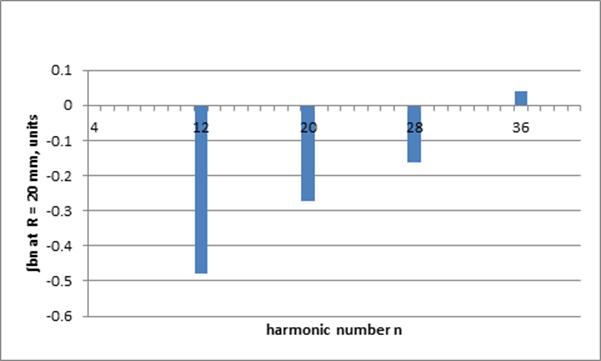 0.1
0
-0.1
-0.2
-0.3
-0.4
-0.5
-0.6
4 12 20 28 36
∫bn at R = 20 mm, units
harmonic number n